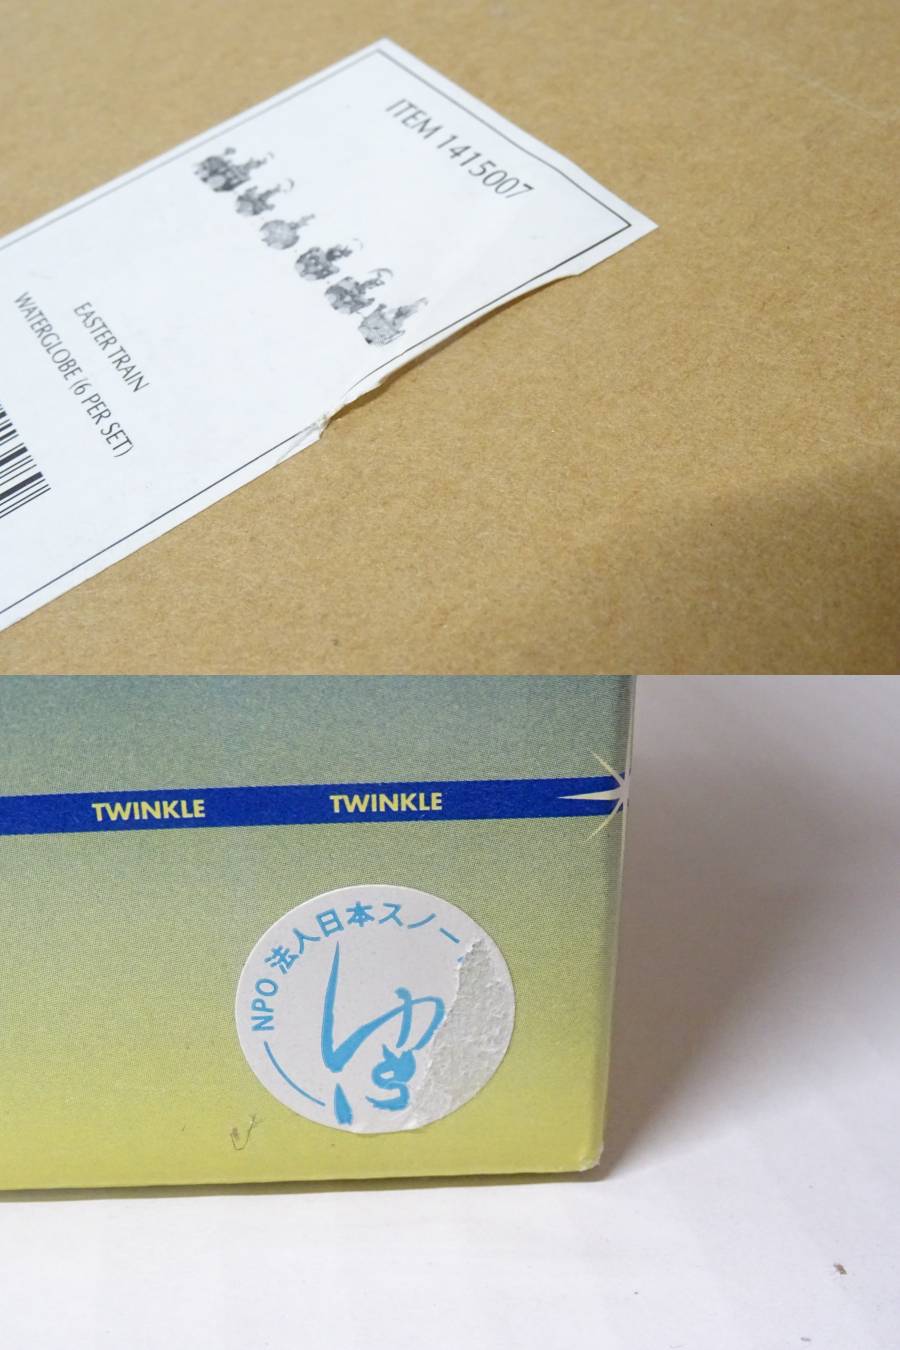 ITEM 1415007
EASTER TRAIN
WATERGLOBE (6 PER SET)
TWINKLE TWINKLE
NPO 法人日本スノー
ゆき